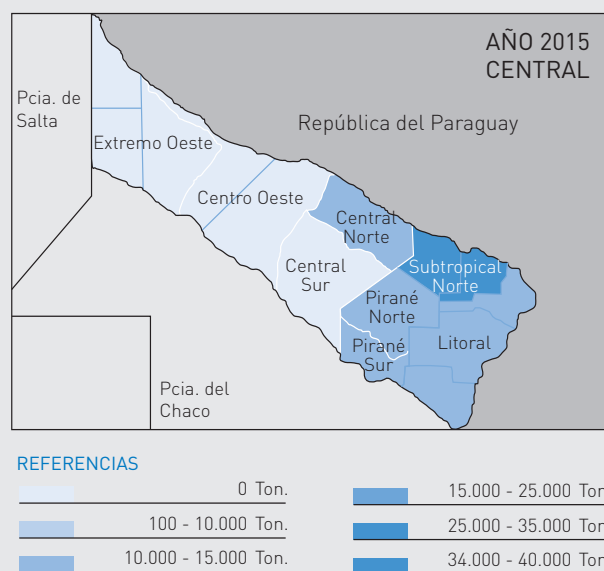 AÑO 2015
CENTRAL
Pcia. de
Salta
República del Paraguay
Extremo Oeste
Centro Oeste
Central
Norte
Central
Sur
Subtropical
Norte
Pirané
Norte
Pirané
Sur
Litoral
Pcia. del
Chaco
REFERENCIAS
0 Ton.
100 - 10.000 Ton.
10.000 - 15.000 Ton.
15.000 - 25.000 Ton
25.000 - 35.000 Ton
34.000 - 40.000 Ton